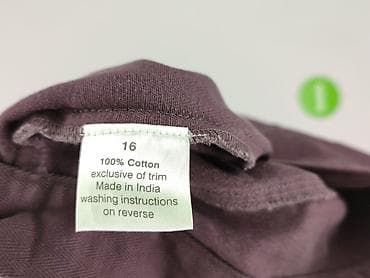 16
100% Cotton
exclusive of trim
Made in India
washing instructions
on reverse